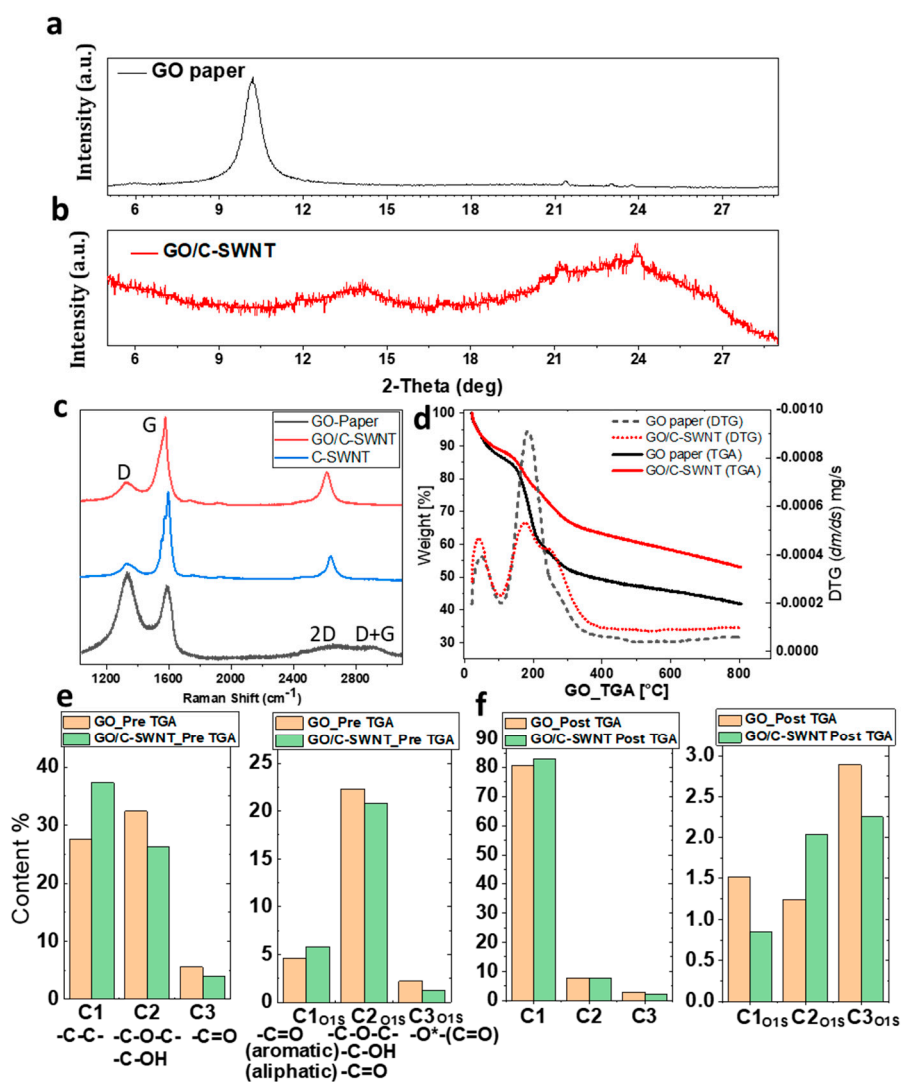 a
GO paper
Intensity (a.u.)
6 9 12 15 18 21 24 27
b
GO/C-SWNT
Intensity (a.u.)
6 9 12 15 18 21 24 27
2-Theta (deg)
c
D
G
GO-Paper
GO/C-SWNT
C-SWNT
2D D+G
1200 1600 2000 2400 2800
Raman Shift (cm-1)
d
GO paper (DTG)
GO/C-SWNT (DTG)
GO paper (TGA)
GO/C-SWNT (TGA)
Weight [%]
100
90
80
70
60
50
40
30
-0.0010
-0.0008
-0.0006
-0.0004
-0.0002
0.0000
DTG (dm/ds) mg/s
0 200 400 600 800
GO_TGA [°C]
e
GO_Pre TGA
GO/C-SWNT_Pre TGA
Content %
40
30
20
10
0
C1 C2 C3
-C-C- -C-O-C- -C=O
-C-OH
GO_Pre TGA
GO/C-SWNT_Pre TGA
25
20
15
10
5
0
C1O1S C2O1S C3O1S
-C=O -C-O-C- -O*-(C=O)
(aromatic) -C-OH
(aliphatic) -C=O
f
GO_Post TGA
GO/C-SWNT Post TGA
90
80
70
60
50
40
30
20
10
0
C1 C2 C3
GO_Post TGA
GO/C-SWNT Post TGA
3.0
2.5
2.0
1.5
1.0
0.5
0.0
C1O1S C2O1S C3O1S